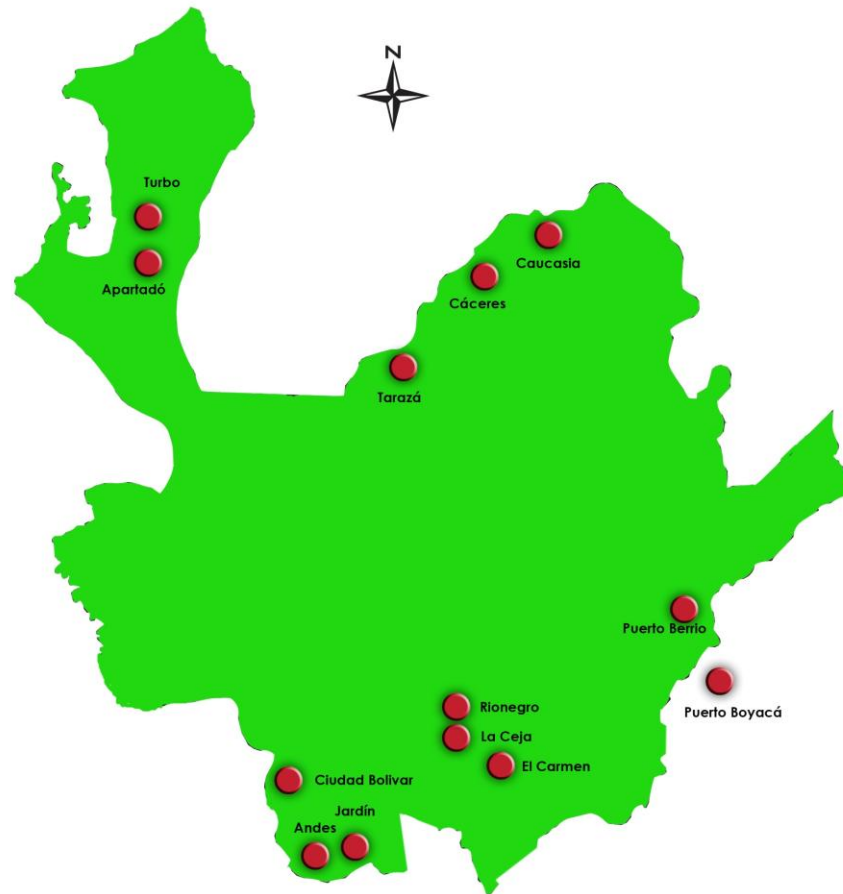 N
Turbo
Apartadó
Caucasia
Cáceres
Tarazá
Puerto Berrio
Puerto Boyacá
Rionegro
La Ceja
El Carmen
Ciudad Bolivar
Jardín
Andes